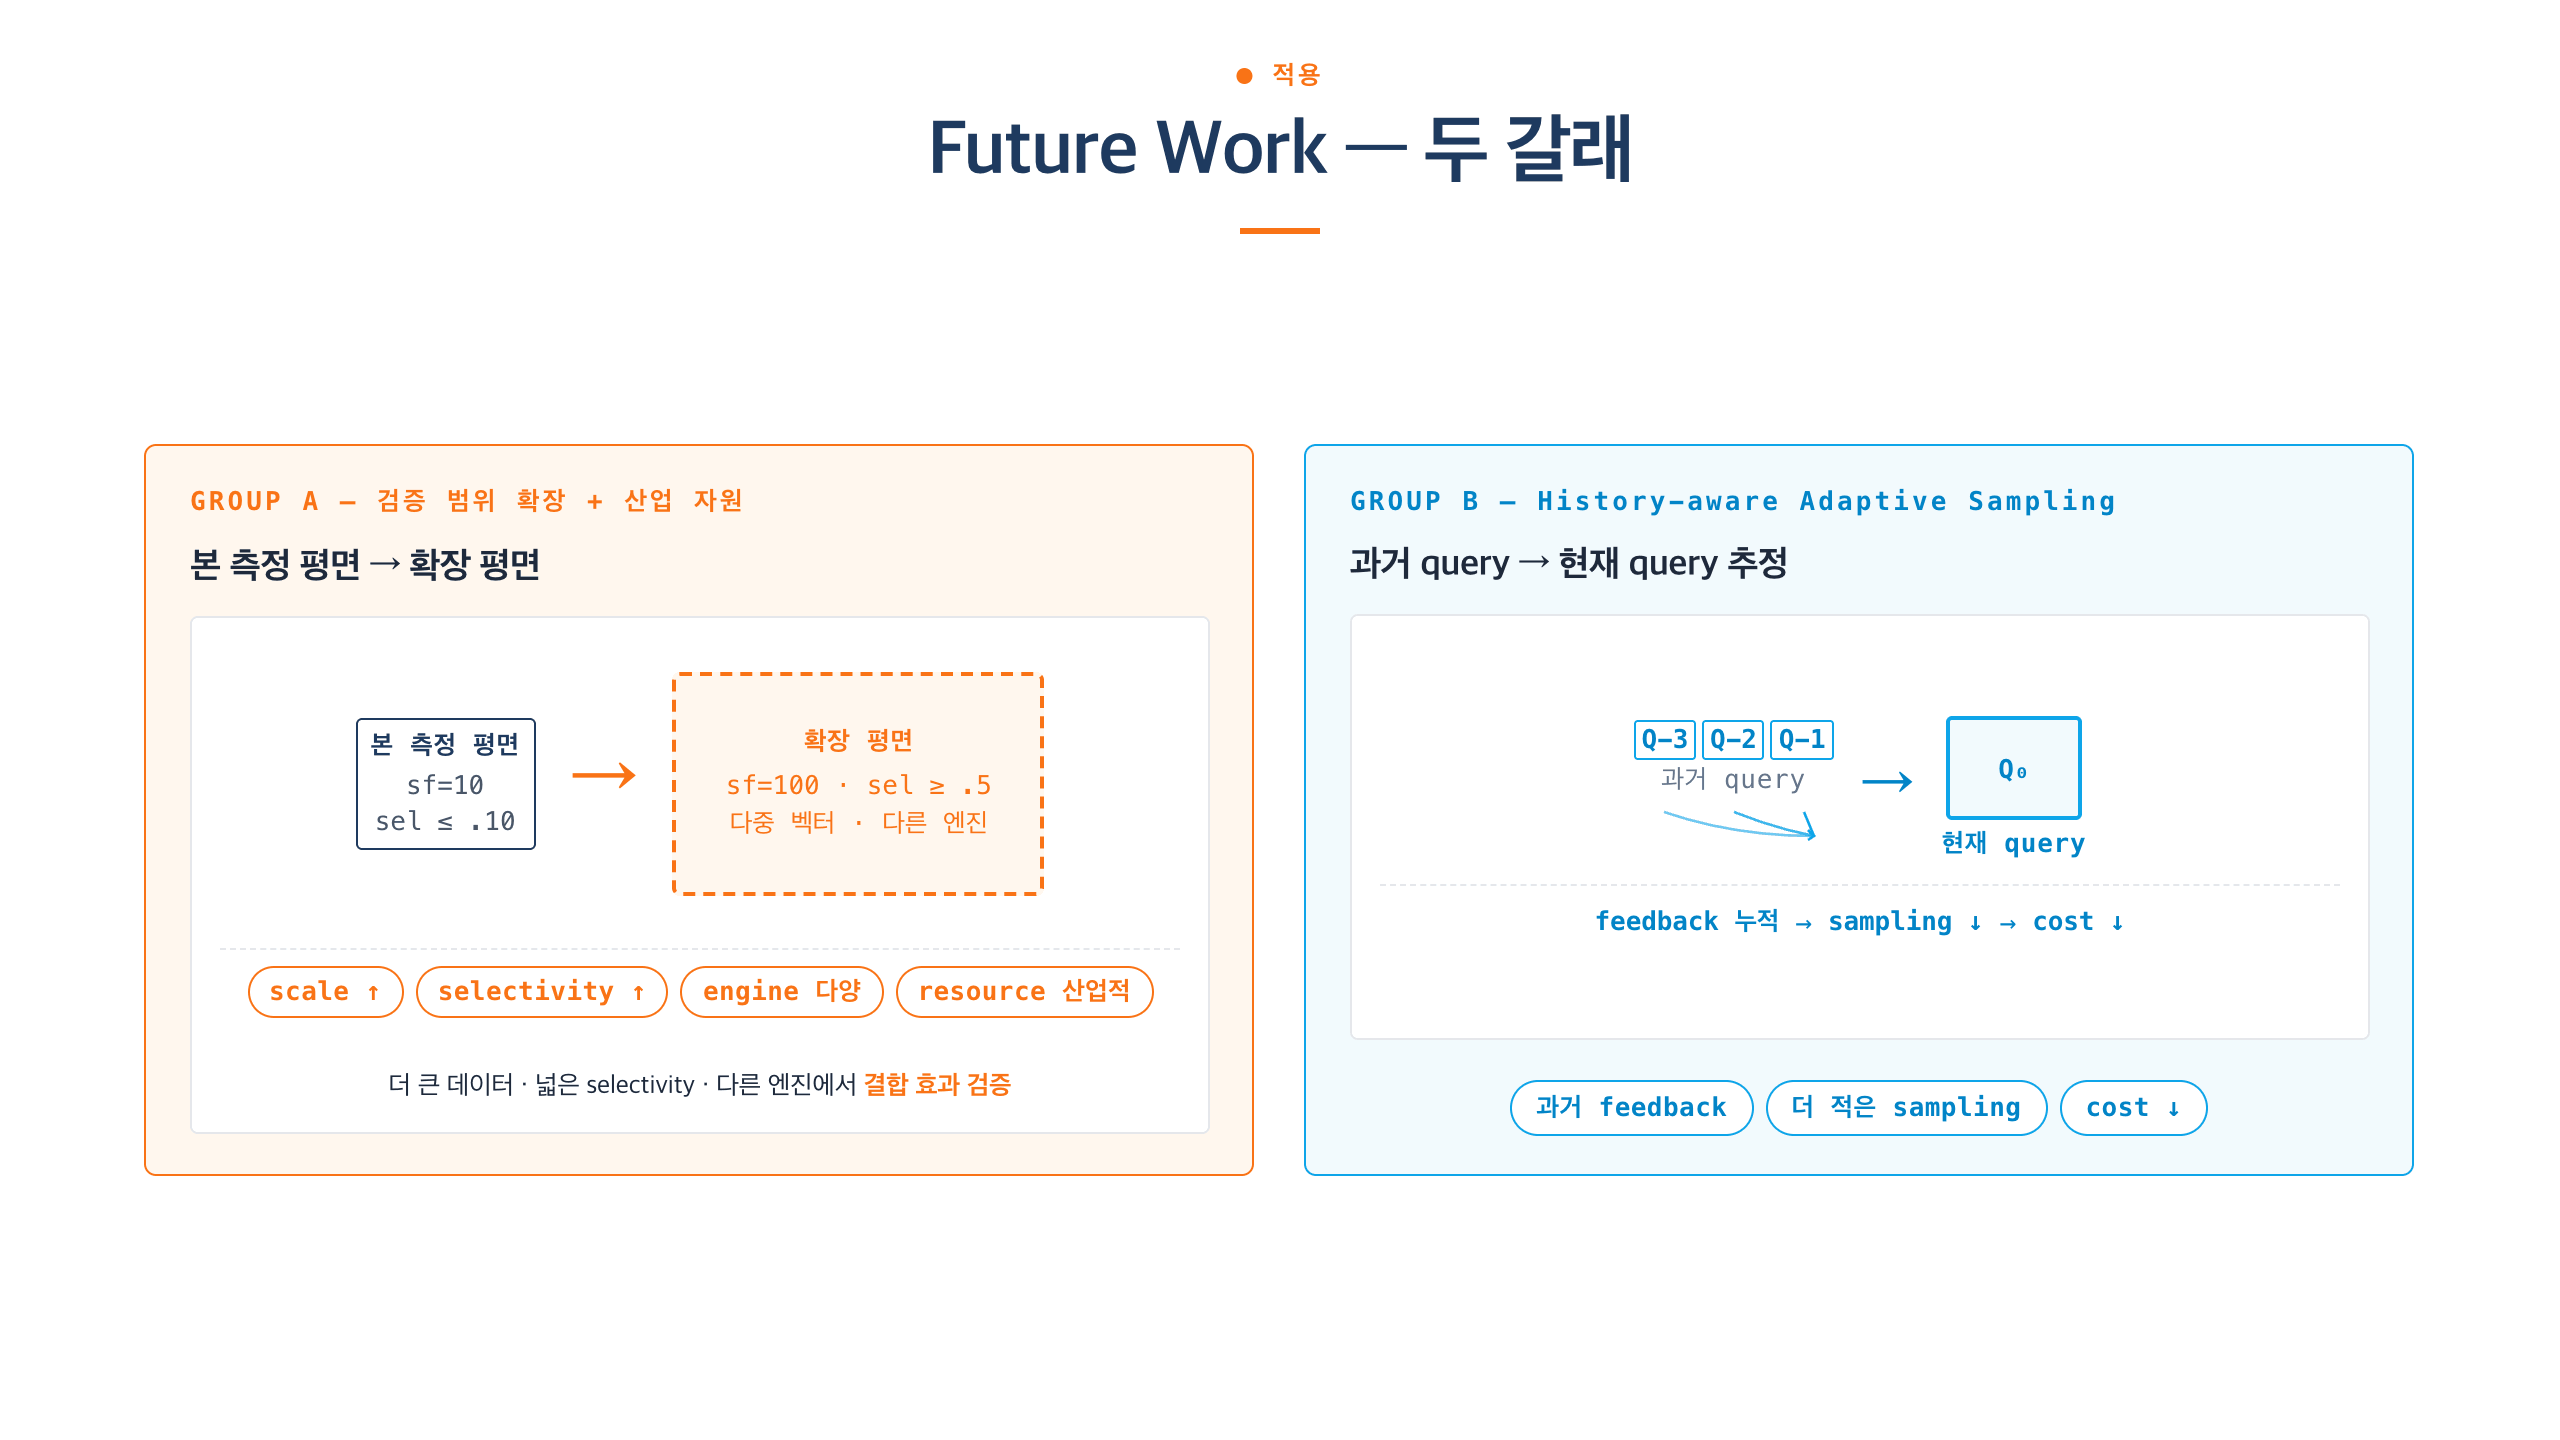 적용
Future Work — 두 갈래
GROUP A — 검증 범위 확장 + 산업 자원
본 측정 평면 → 확장 평면
본 측정 평면
sf=10
sel ≤ .10
→
확장 평면
sf=100 · sel ≥ .5
다중 벡터 · 다른 엔진
scale ↑
selectivity ↑
engine 다양
resource 산업적
더 큰 데이터 · 넓은 selectivity · 다른 엔진에서 결합 효과 검증
GROUP B — History-aware Adaptive Sampling
과거 query → 현재 query 추정
Q-3 Q-2 Q-1
과거 query
→
Q₀
현재 query
feedback 누적 → sampling ↓ → cost ↓
과거 feedback
더 적은 sampling
cost ↓